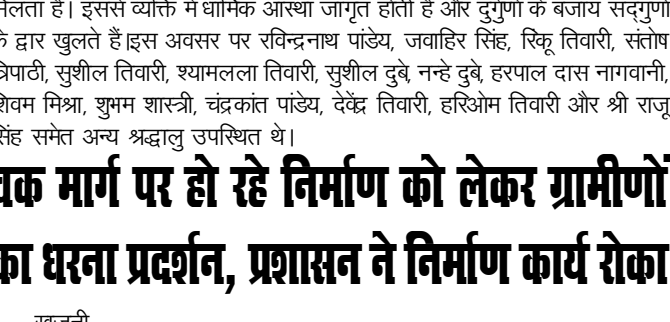 मिलता है। इससे व्यक्ति में धार्मिक आस्था जागृत होती है और दुर्गुणों के बजाय सद्गुणों
के द्वार खुलते हैं।इस अवसर पर रविन्द्रनाथ पांडेय, जवाहिर सिंह, रिंकू तिवारी, संतोष
त्रिपाठी, सुशील तिवारी, श्यामलला तिवारी, सुशील दुबे, नन्हे दुबे, हरपाल दास नागवानी,
शिवम मिश्रा, शुभम शास्त्री, चंद्रकांत पांडेय, देवेंद्र तिवारी, हरिओम तिवारी और श्री राजू
सिंह समेत अन्य श्रद्धालु उपस्थित थे।
मार्ग पर हो रहे निर्माण को लेकर ग्रामीणों
का धरना प्रदर्शन, प्रशासन ने निर्माण कार्य रोका